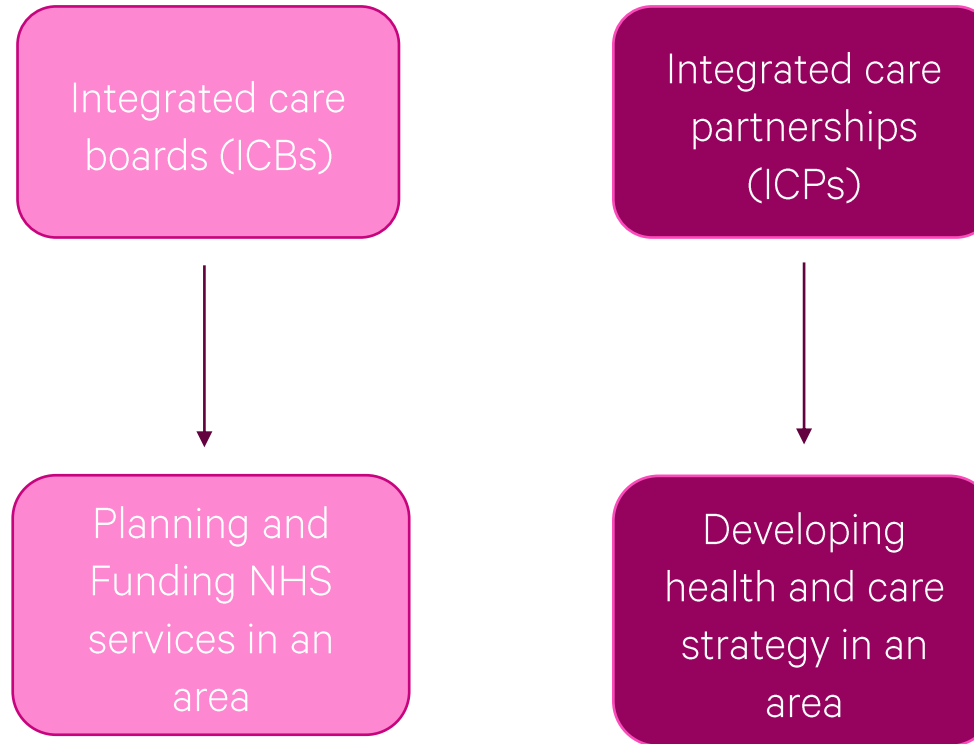 Integrated care
boards (ICBs)
Integrated care
partnerships
(ICPs)
Planning and
Funding NHS
services in an
area
Developing
health and care
strategy in an
area